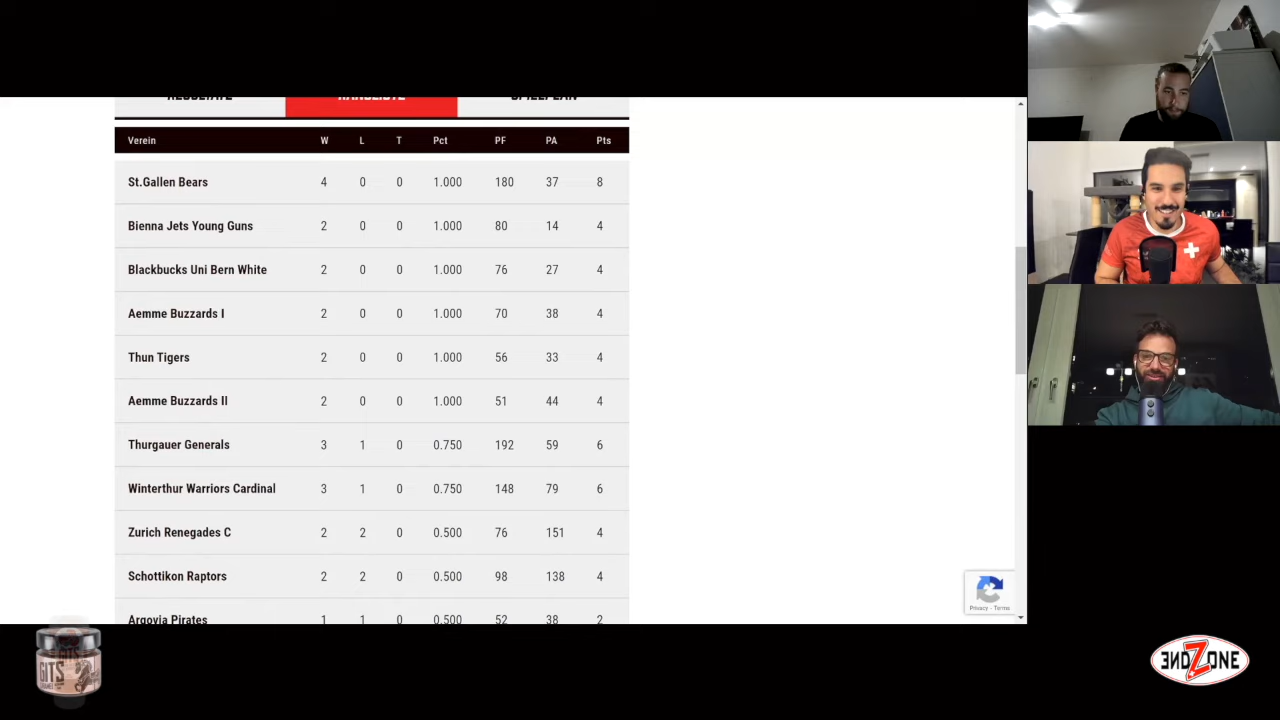 RESULTATE RANGLISTE SPIELPLAN
Verein W L T Pct PF PA Pts
St.Gallen Bears 4 0 0 1.000 180 37 8
Bienna Jets Young Guns 2 0 0 1.000 80 14 4
Blackbucks Uni Bern White 2 0 0 1.000 76 27 4
Aemme Buzzards I 2 0 0 1.000 70 38 4
Thun Tigers 2 0 0 1.000 56 33 4
Aemme Buzzards II 2 0 0 1.000 51 44 4
Thurgauer Generals 3 1 0 0.750 192 59 6
Winterthur Warriors Cardinal 3 1 0 0.750 148 79 6
Zurich Renegades C 2 2 0 0.500 76 151 4
Schottikon Raptors 2 2 0 0.500 98 138 4
Argovia Pirates 1 1 0 0.500 52 38 2
Privacy - Terms
GITS
ENDZONE